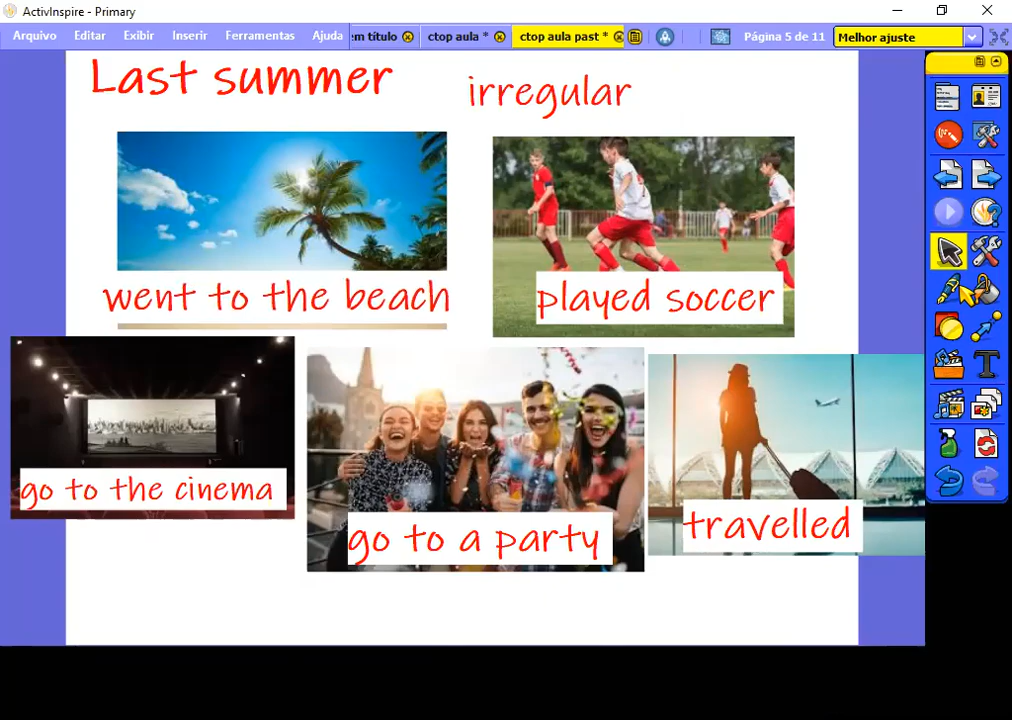 ActivInspire - Primary
Arquivo Editar Exibir Inserir Ferramentas Ajuda
m título
ctop aula *
ctop aula past *
Página 5 de 11
Melhor ajuste
Last summer
irregular
went to the beach
played soccer
go to the cinema
go to a party
travelled
T